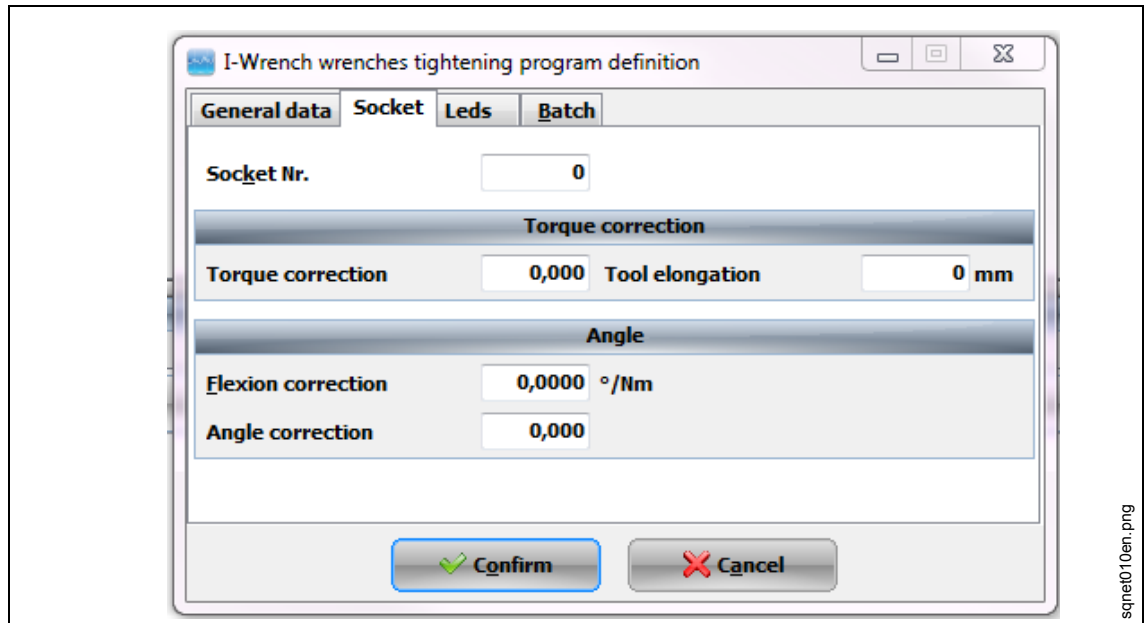 I-Wrench wrenches tightening program definition
General data Socket Leds Batch
Socket Nr. 0
Torque correction
Torque correction 0,000 Tool elongation 0 mm
Angle
Flexion correction 0,0000 °/Nm
Angle correction 0,000
Confirm Cancel
sqnet010en.png